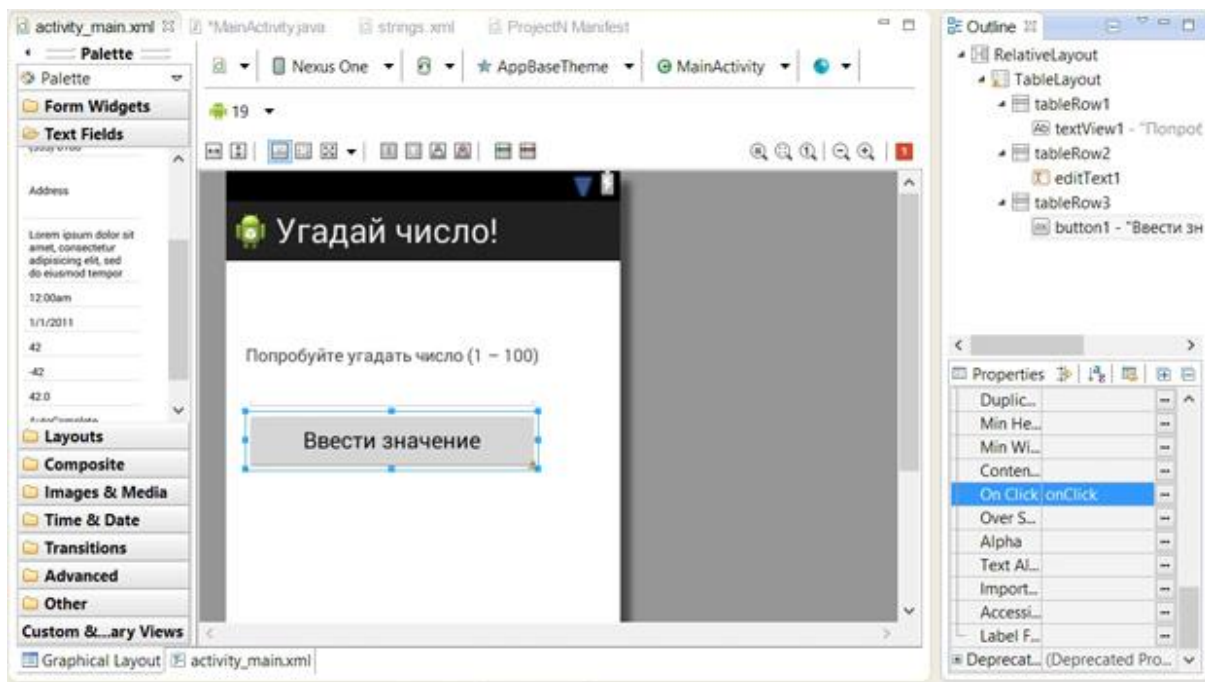 activity_main.xml
*MainActivity.java
strings.xml
ProjectN Manifest
Palette
Palette
Form Widgets
Text Fields
Address
Lorem ipsum dolor sit
amet, consectetur
adipisicing elit, sed
do eiusmod tempor
12:00am
1/1/2011
42
-42
42.0
Layouts
Composite
Images & Media
Time & Date
Transitions
Advanced
Other
Custom &...ary Views
Graphical Layout
activity_main.xml
Nexus One
AppBaseTheme
MainActivity
19
1
Угадай число!
Попробуйте угадать число (1 – 100)
Ввести значение
Outline
RelativeLayout
TableLayout
tableRow1
Ab textView1 - "Попроб
tableRow2
editText1
tableRow3
button1 - "Ввести зн
Properties
Duplic...
Min He...
Min Wi...
Conten...
On Click onClick
Over S...
Alpha
Text Al...
Import...
Accessi...
Label F...
Deprecat... (Deprecated Pro...